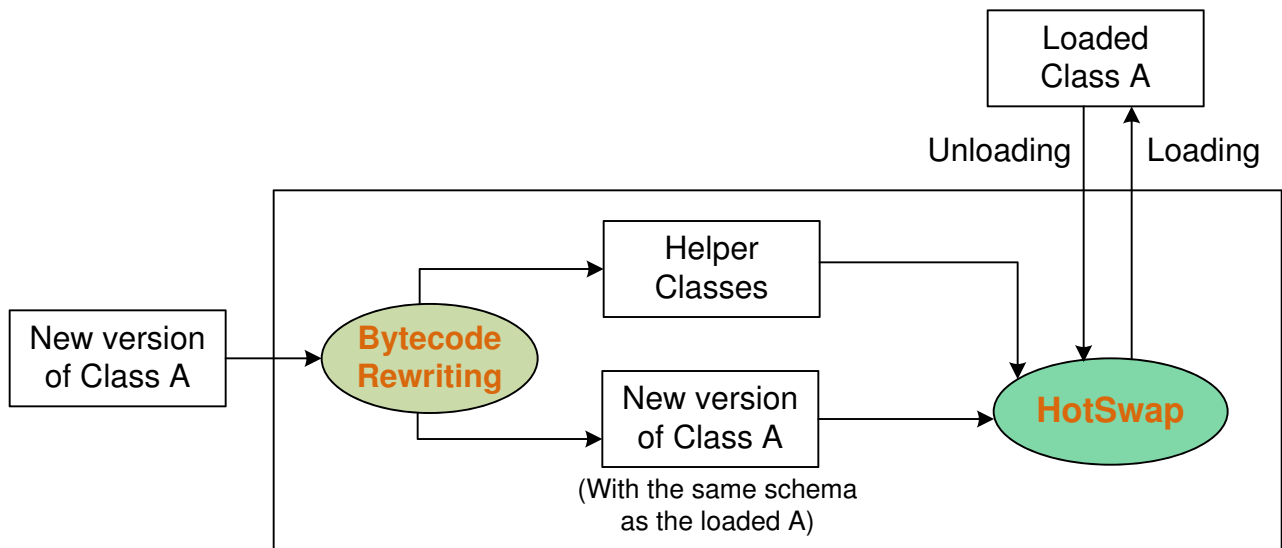 Loaded
Class A
Unloading
Loading
Helper
Classes
New version
of Class A
Bytecode
Rewriting
New version
of Class A
HotSwap
(With the same schema
as the loaded A)